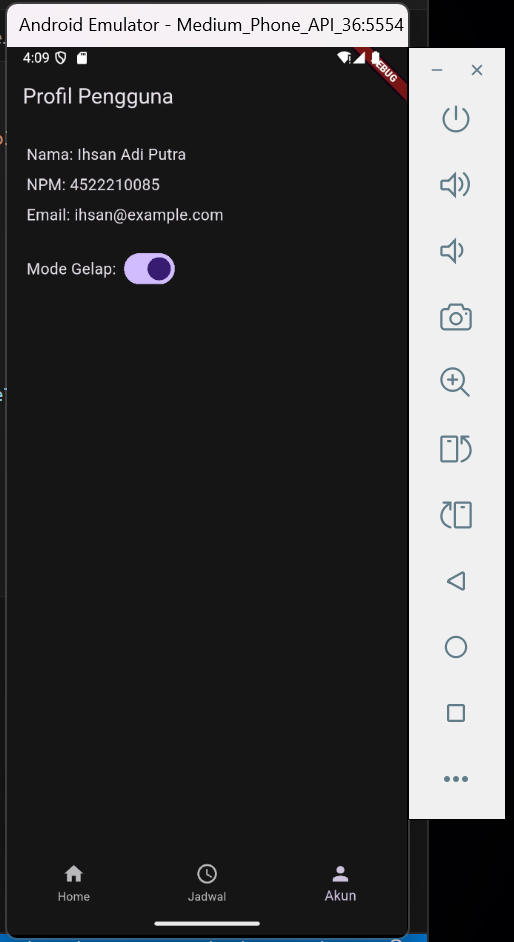 Android Emulator - Medium_Phone_API_36:5554
4:09
DEBUG
Profil Pengguna
Nama: Ihsan Adi Putra
NPM: 4522210085
Email: ihsan@example.com
Mode Gelap:
Home
Jadwal
Akun